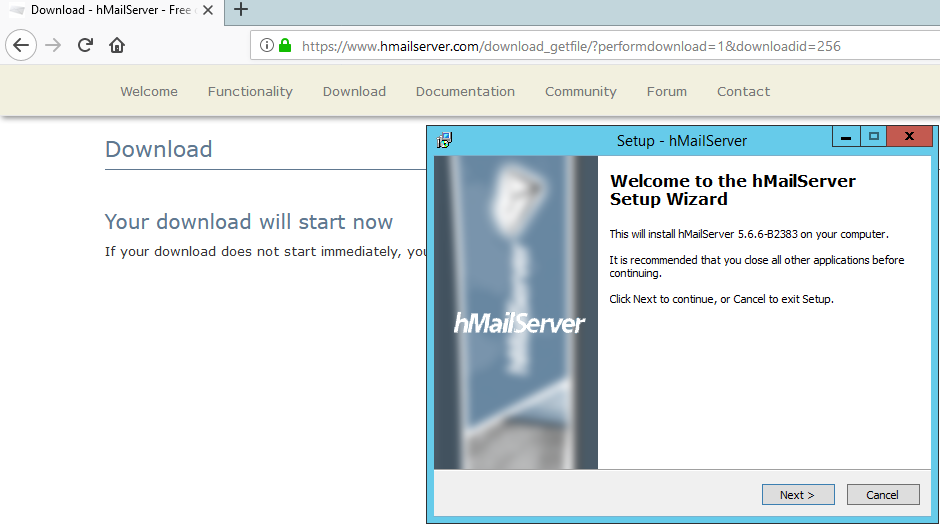 Download - hMailServer - Free
https://www.hmailserver.com/download_getfile/?performdownload=1&downloadid=256
Welcome Functionality Download Documentation Community Forum Contact
Download
Your download will start now
If your download does not start immediately, you
Setup - hMailServer
hMailServer
Welcome to the hMailServer
Setup Wizard
This will install hMailServer 5.6.6-B2383 on your computer.
It is recommended that you close all other applications before
continuing.
Click Next to continue, or Cancel to exit Setup.
Next >
Cancel